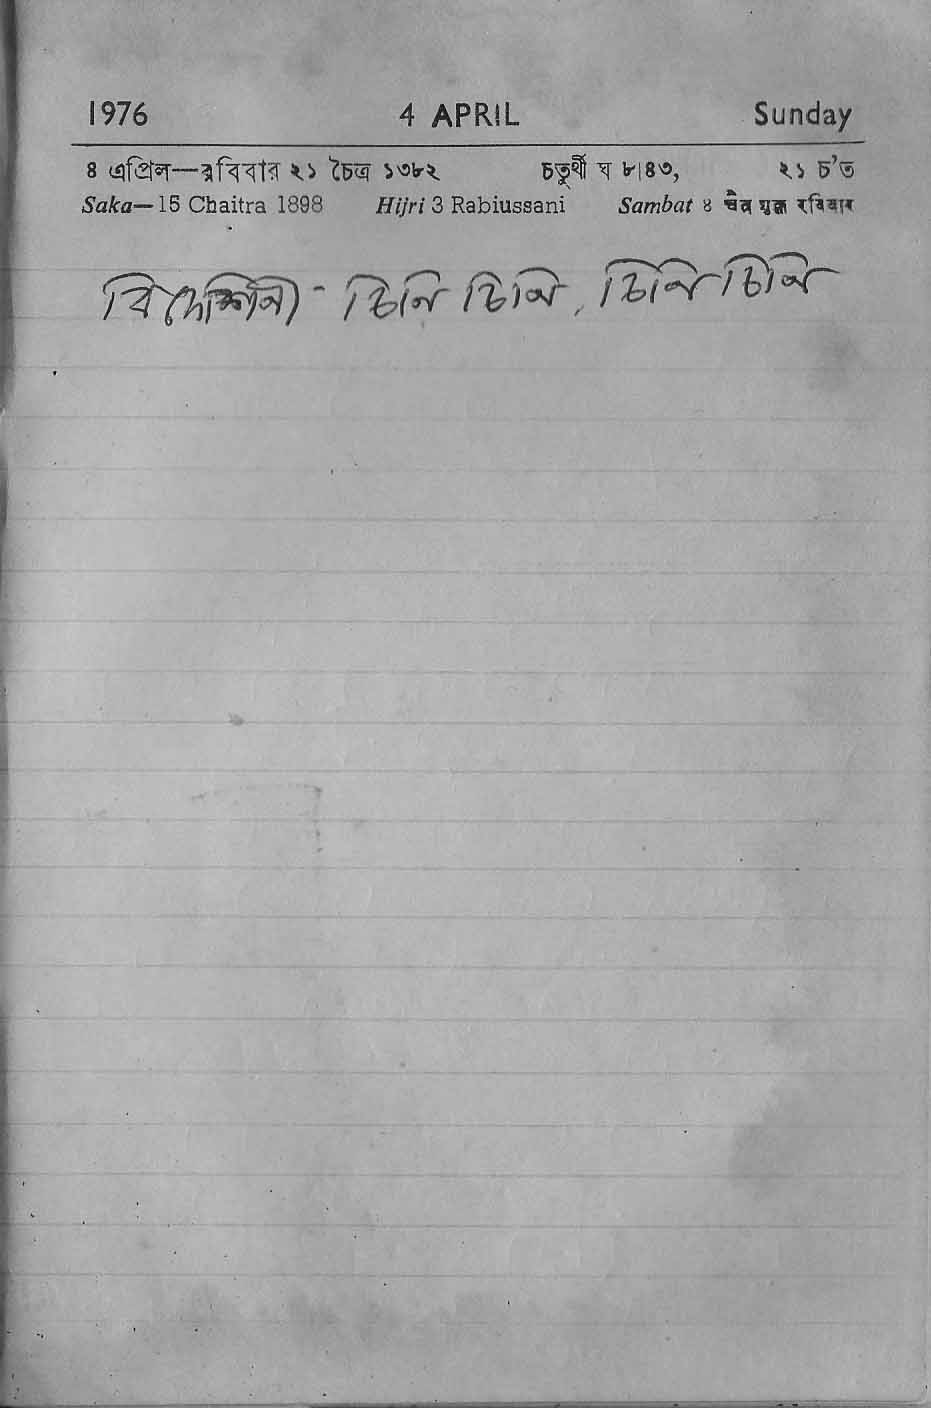 1976 4 APRIL Sunday
৪ এপ্রিল—রবিবার ২১ চৈত্র ১৩৮২ চতুর্থী ঘ ৮।৪৩, ২১ চ'ত
Saka—15 Chaitra 1898 Hijri 3 Rabiussani Sambat ४ चैत्र शुक्ल रविवार
বিদেশিনী - চিনি চিনি, চিনি চিনি